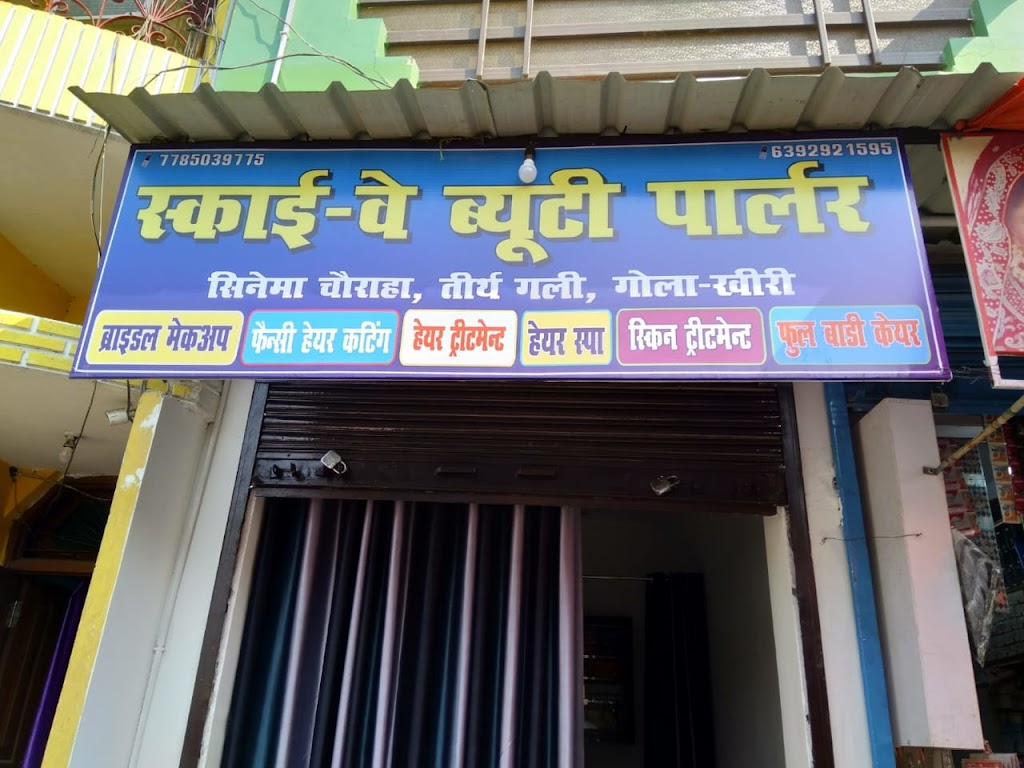 7785039775 6392921595
स्काई-वे ब्यूटी पार्लर
सिनेमा चौराहा, तीर्थ गली, गोला-खीरी
ब्राइडल मेकअप फैन्सी हेयर कटिंग हेयर ट्रीटमेन्ट हेयर स्पा स्किन ट्रीटमेन्ट फुल बाडी केयर